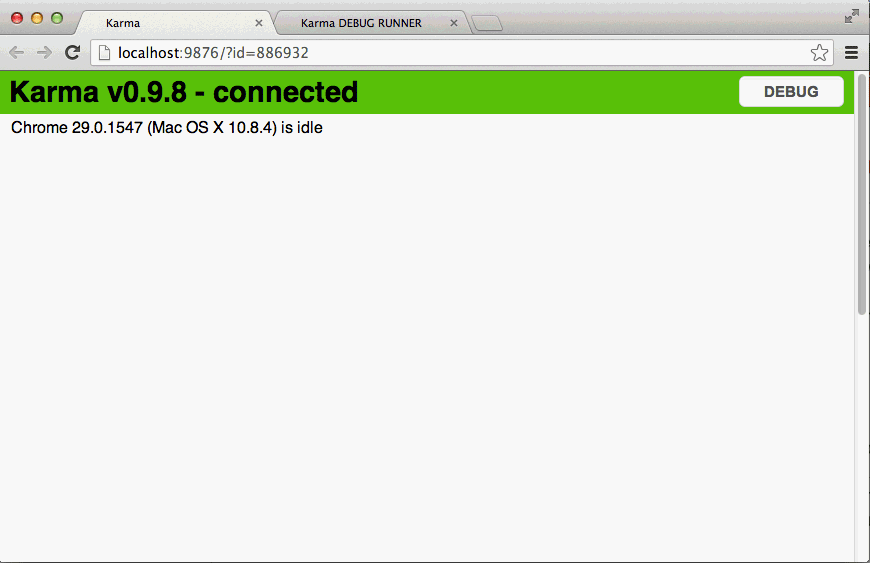 Karma
Karma DEBUG RUNNER
localhost:9876/?id=886932
Karma v0.9.8 - connected
DEBUG
Chrome 29.0.1547 (Mac OS X 10.8.4) is idle